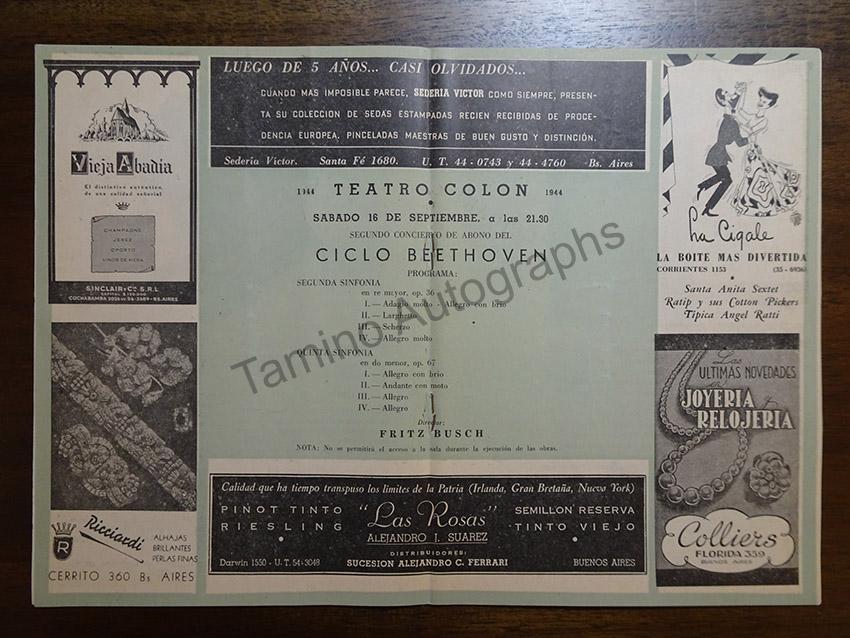 Vieja Abadia
El distintivo auténtico
de una calidad señorial
CHAMPAGNE
JEREZ
OPORTO
VINOS DE MESA
SINCLAIR y Cª S.R.L.
COCHABAMBA
BS. AIRES
Ricciardi
R
ALHAJAS
BRILLANTES
PERLAS FINAS
CERRITO 360 Bs AIRES
LUEGO DE 5 AÑOS... CASI OLVIDADOS...
CUANDO MAS IMPOSIBLE PARECE, SEDERIA VICTOR COMO SIEMPRE, PRESEN-
TA SU COLECCION DE SEDAS ESTAMPADAS RECIEN RECIBIDAS DE PROCE-
DENCIA EUROPEA. PINCELADAS MAESTRAS DE BUEN GUSTO Y DISTINCIÓN.
Sedería Victor. Santa Fé 1680. U. T. 44-0743 y 44-4760 Bs. Aires
1944 TEATRO COLON 1944
SABADO 16 DE SEPTIEMBRE, a las 21.30
SEGUNDO CONCIERTO DE ABONO DEL
CICLO BEETHOVEN
PROGRAMA:
SEGUNDA SINFONIA
en re mayor, op. 36
I. — Adagio molto - Allegro con brio
II. — Larghetto
III. — Scherzo
IV. — Allegro molto
QUINTA SINFONIA
en do menor, op. 67
I. — Allegro con brio
II. — Andante con moto
III. — Allegro
IV. — Allegro
Director:
FRITZ BUSCH
NOTA: No se permitirá el acceso a la sala durante la ejecución de las obras.
Calidad que ha tiempo transpuso los límites de la Patria (Irlanda, Gran Bretaña, Nueva York)
PINOT TINTO "Las Rosas" SEMILLON RESERVA
RIESLING ALEJANDRO J. SUAREZ TINTO VIEJO
DISTRIBUIDORES:
Darwin 1550 - U.T. 54-3048 SUCESION ALEJANDRO C. FERRARI BUENOS AIRES
La Cigale
LA BOITE MAS DIVERTIDA
CORRIENTES 1153 (35-6936)
Santa Anita Sextet
Ratip y sus Cotton Pickers
Típica Angel Ratti
Las
ULTIMAS NOVEDADES
en
JOYERIA
y
RELOJERIA
Colliers
FLORIDA 359
BUENOS AIRES
Tamino Autographs